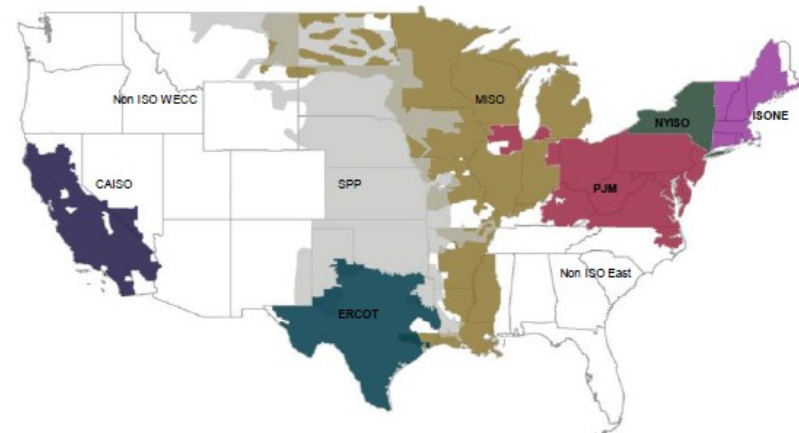 Non ISO WECC
MISO
NYISO
ISONE
CAISO
SPP
PJM
Non ISO East
ERCOT